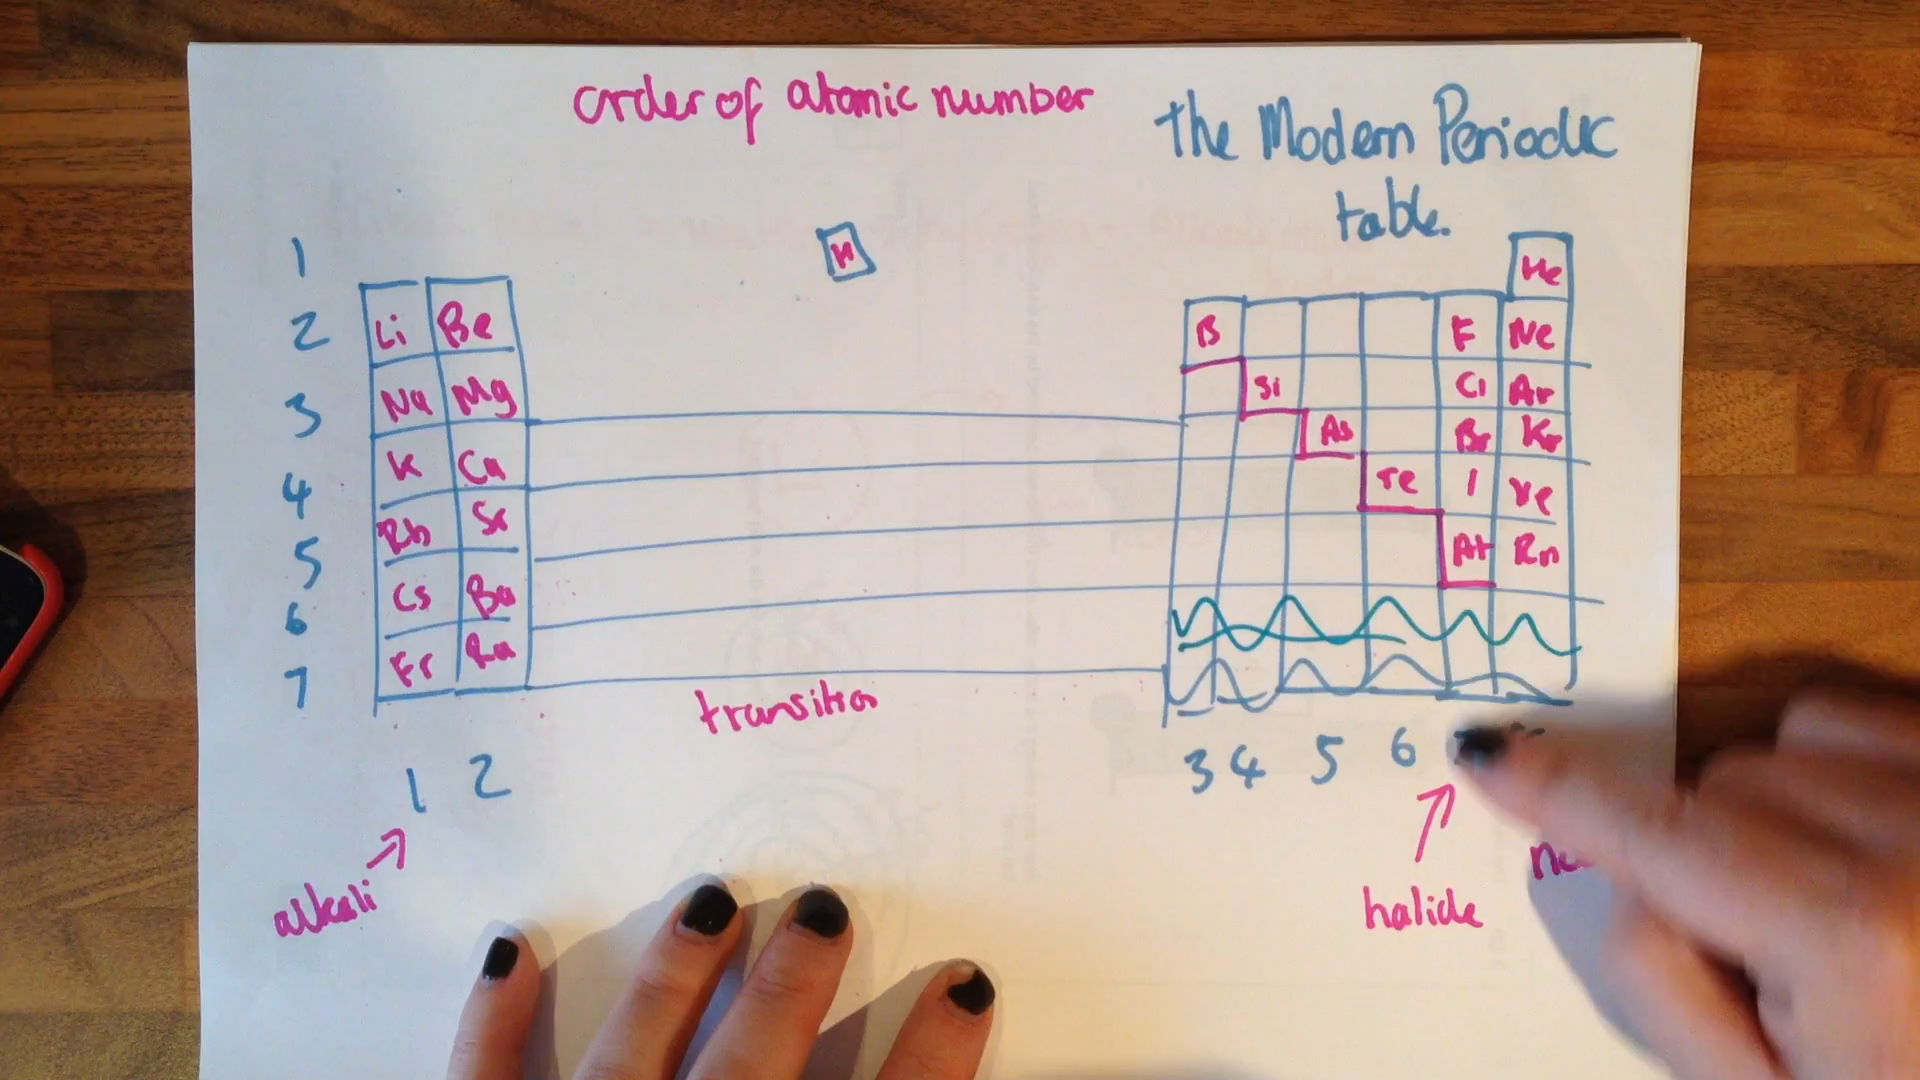 order of atomic number
the Modern Periodic
table.
1 H He
2 Li Be B F Ne
3 Na Mg Si Cl Ar
4 K Ca As Br Kr
5 Rb Sr Te I Xe
6 Cs Ba At Rn
7 Fr Ra
transition
1 2 3 4 5 6
alkali
halide